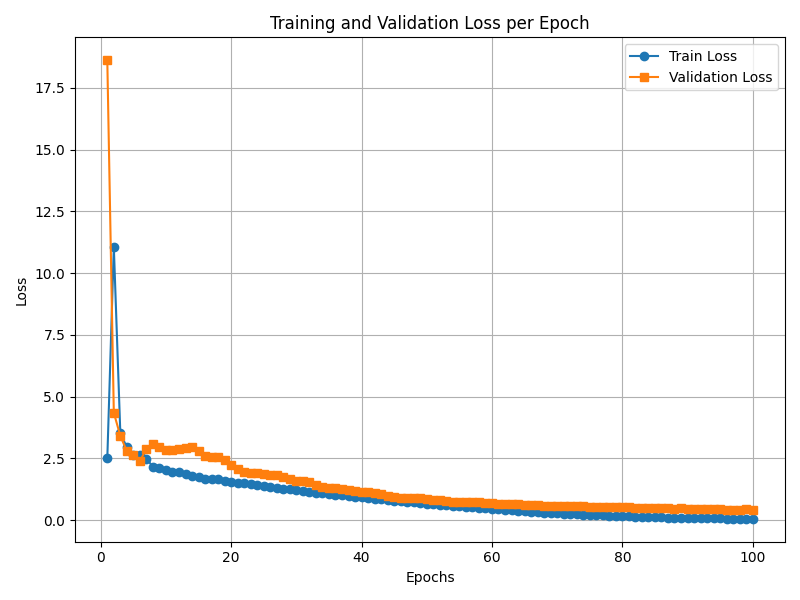 Training and Validation Loss per Epoch
Train Loss
Validation Loss
17.5
15.0
12.5
10.0
7.5
5.0
2.5
0.0
Loss
0 20 40 60 80 100
Epochs